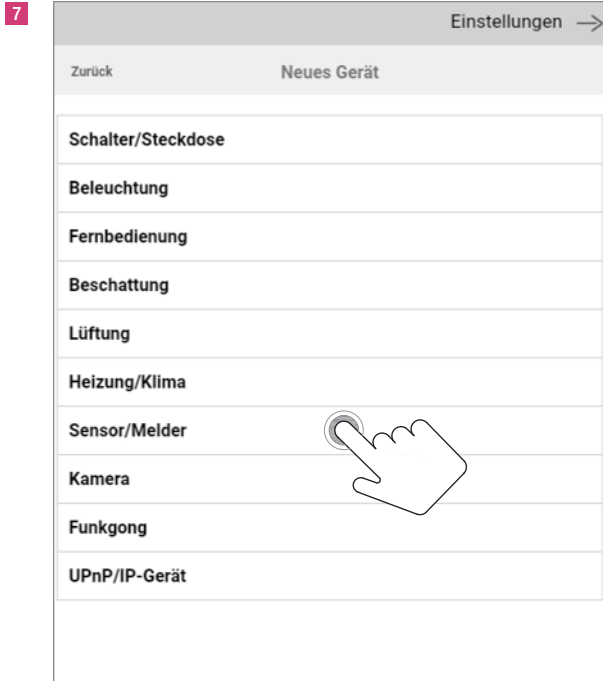 7
Einstellungen →
Zurück Neues Gerät
Schalter/Steckdose
Beleuchtung
Fernbedienung
Beschattung
Lüftung
Heizung/Klima
Sensor/Melder
Kamera
Funkgong
UPnP/IP-Gerät